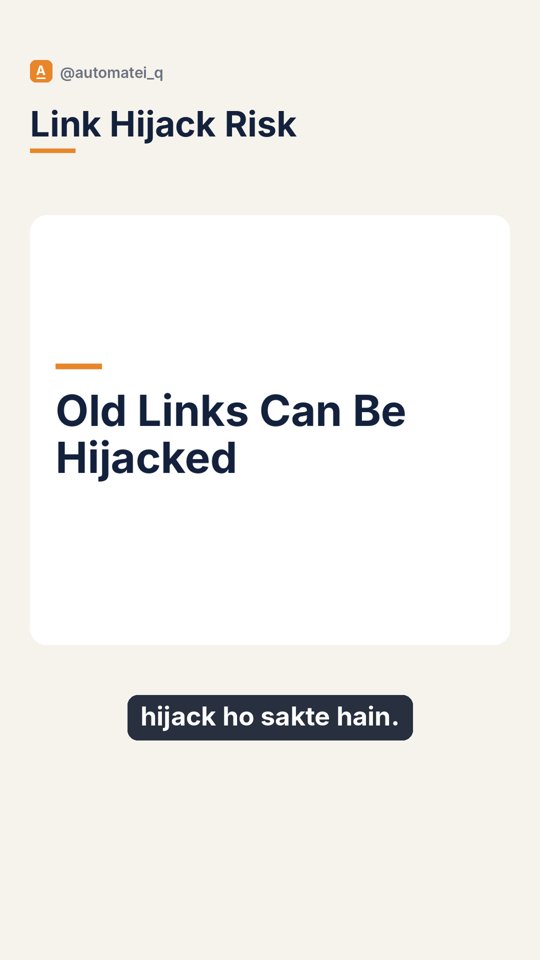 A @automatei_q
Link Hijack Risk
Old Links Can Be
Hijacked
hijack ho sakte hain.